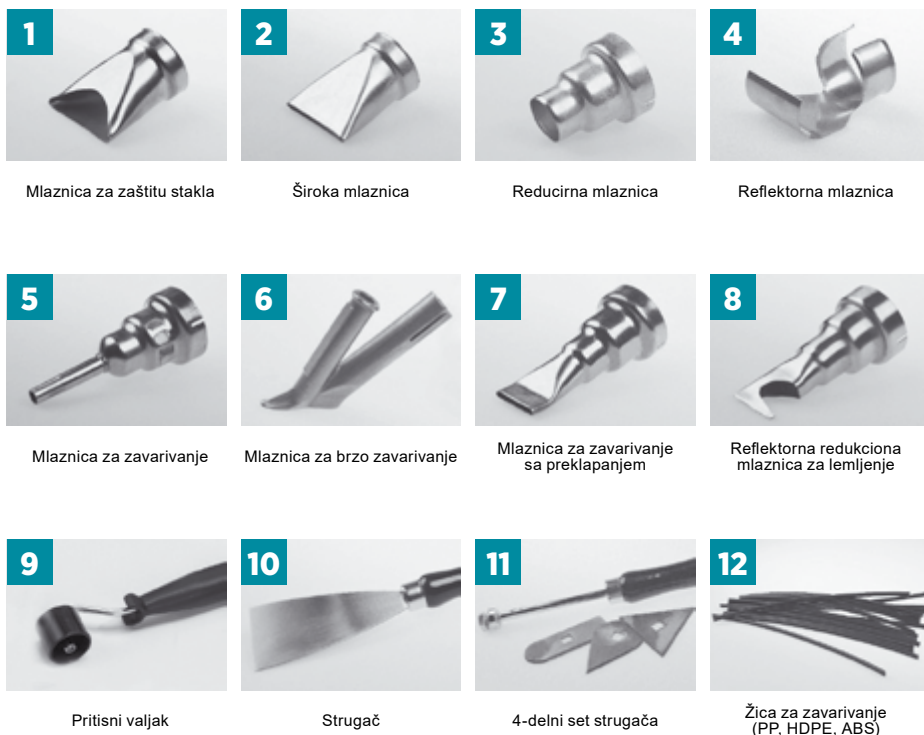 1
2
3
4
Mlaznica za zaštitu stakla
Široka mlaznica
Reducirna mlaznica
Reflektorna mlaznica
5
6
7
8
Mlaznica za zavarivanje
Mlaznica za brzo zavarivanje
Mlaznica za zavarivanje
sa preklapanjem
Reflektorna redukciona
mlaznica za lemljenje
9
10
11
12
Pritisni valjak
Strugač
4-delni set strugača
Žica za zavarivanje
(PP, HDPE, ABS)